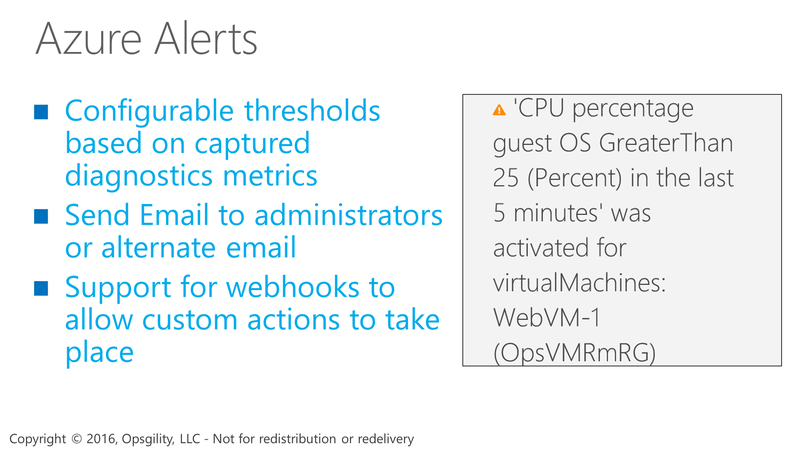 Azure Alerts
Configurable thresholds
based on captured
diagnostics metrics
Send Email to administrators
or alternate email
Support for webhooks to
allow custom actions to take
place
'CPU percentage
guest OS GreaterThan
25 (Percent) in the last
5 minutes' was
activated for
virtualMachines:
WebVM-1
(OpsVMRmRG)
Copyright © 2016, Opsgility, LLC - Not for redistribution or redelivery